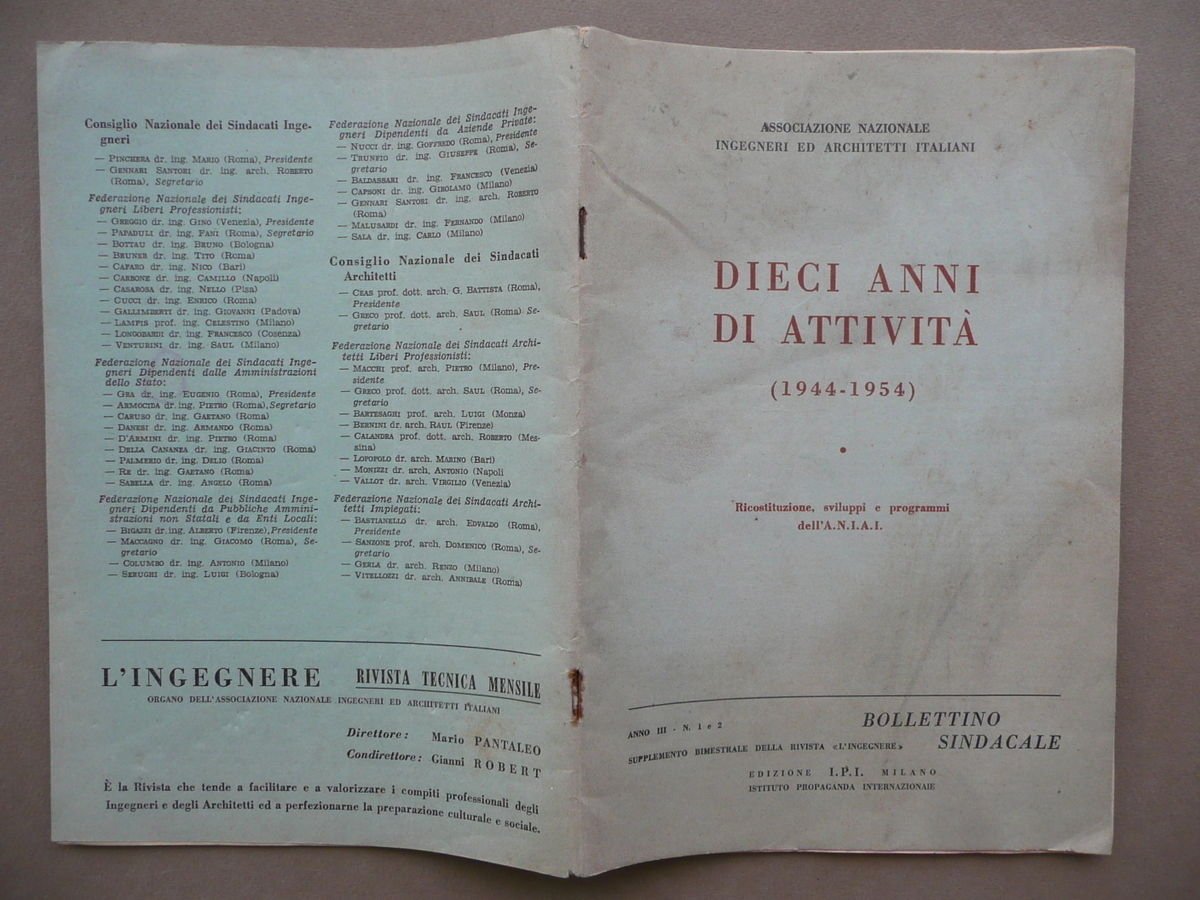 Consiglio Nazionale dei Sindacati Inge-
gneri
— PINCHERA dr. ing. MARIO (Roma), Presidente
— GENNARI SANTORI dr. ing. arch. ROBERTO
(Roma), Segretario
Federazione Nazionale dei Sindacati Inge-
gneri Liberi Professionisti:
— GREGGIO dr. ing. GINO (Venezia), Presidente
— PAPADULI dr. ing. FANI (Roma), Segretario
— BOTTAU dr. ing. BRUNO (Bologna)
— BRUNER dr. ing. TITO (Roma)
— CAFARO dr. ing. NICO (Bari)
— CARBONE dr. ing. CAMILLO (Napoli)
— CASAROSA dr. ing. NELLO (Pisa)
— CUCCI dr. ing. ENRICO (Roma)
— GALLIMBERTI dr. ing. GIOVANNI (Padova)
— LAMPIS prof. ing. CELESTINO (Milano)
— LONGOBARDI dr. ing. FRANCESCO (Cosenza)
— VENTURINI dr. ing. SAUL (Milano)
Federazione Nazionale dei Sindacati Inge-
gneri Dipendenti dalle Amministrazioni
dello Stato:
— GRA dr. ing. EUGENIO (Roma), Presidente
— ARMOCIDA dr. ing. PIETRO (Roma), Segretario
— CARUSO dr. ing. GAETANO (Roma)
— DANESI dr. ing. ARMANDO (Roma)
— D'ARMINI dr. ing. PIETRO (Roma)
— DELLA CANANEA dr. ing. GIACINTO (Roma)
— PALMERIO dr. ing. DELIO (Roma)
— RE dr. ing. GAETANO (Roma)
— SABELLA dr. ing. ANGELO (Roma)
Federazione Nazionale dei Sindacati Inge-
gneri Dipendenti da Pubbliche Ammini-
strazioni non Statali e da Enti Locali:
— BIGAZZI dr. ing. ALBERTO (Firenze), Presidente
— MACCAGNO dr. ing. GIACOMO (Roma), Se-
gretario
— COLUMBO dr. ing. ANTONIO (Milano)
— SERUGHI dr. ing. LUIGI (Bologna)
Federazione Nazionale dei Sindacati Inge-
gneri Dipendenti da Aziende Private:
— NUCCI dr. ing. GOFFREDO (Roma), Presidente
— TRUNFIO dr. ing. GIUSEPPE (Roma), Se-
gretario
— BALDASSARI dr. ing. FRANCESCO (Venezia)
— CAPSONI dr. ing. GIROLAMO (Milano)
— GENNARI SANTORI dr. ing. arch. ROBERTO
(Roma)
— MALUSARDI dr. ing. FERNANDO (Milano)
— SALA dr. ing. CARLO (Milano)
Consiglio Nazionale dei Sindacati
Architetti
— CEAS prof. dott. arch. G. BATTISTA (Roma),
Presidente
— GRECO prof. dott. arch. SAUL (Roma) Se-
gretario
Federazione Nazionale dei Sindacati Archi-
tetti Liberi Professionisti:
— MACCHI prof. arch. PIETRO (Milano), Pre-
sidente
— GRECO prof. dott. arch. SAUL (Roma), Se-
gretario
— BARTESAGHI prof. arch. LUIGI (Monza)
— BERNINI dr. arch. RAUL (Firenze)
— CALANDRA prof. dott. arch. ROBERTO (Mes-
sina)
— LOPOPOLO dr. arch. MARINO (Bari)
— MONIZZI dr. arch. ANTONIO (Napoli
— VALLOT dr. arch. VIRGILIO (Venezia)
Federazione Nazionale dei Sindacati Archi-
tetti Impiegati:
— BASTIANELLO dr. arch. EDVALDO (Roma),
Presidente
— SANZONE prof. arch. DOMENICO (Roma), Se-
gretario
— GERLA dr. arch. RENZO (Milano)
— VITELLOZZI dr. arch. ANNIBALE (Roma)
L'INGEGNERE RIVISTA TECNICA MENSILE
ORGANO DELL'ASSOCIAZIONE NAZIONALE INGEGNERI ED ARCHITETTI ITALIANI
Direttore: Mario PANTALEO
Condirettore: Gianni ROBERT
È la Rivista che tende a facilitare e a valorizzare i compiti professionali degli
Ingegneri e degli Architetti ed a perfezionarne la preparazione culturale e sociale.
ASSOCIAZIONE NAZIONALE
INGEGNERI ED ARCHITETTI ITALIANI
DIECI ANNI
DI ATTIVITÀ
(1944-1954)
•
Ricostituzione, sviluppi e programmi
dell'A.N.I.A.I.
ANNO III - N. 1 e 2
SUPPLEMENTO BIMESTRALE DELLA RIVISTA «L'INGEGNERE»
BOLLETTINO
SINDACALE
EDIZIONE I.P.I. MILANO
ISTITUTO PROPAGANDA INTERNAZIONALE